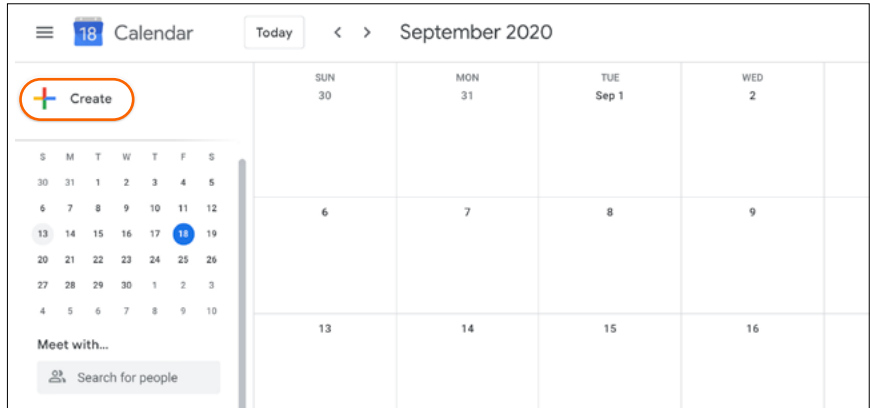 18 Calendar Today < > September 2020
Create
SUN MON TUE WED
30 31 Sep 1 2
S M T W T F S
30 31 1 2 3 4 5
6 7 8 9 10 11 12
13 14 15 16 17 18 19
20 21 22 23 24 25 26
27 28 29 30 1 2 3
4 5 6 7 8 9 10
Meet with...
Search for people
6 7 8 9
13 14 15 16